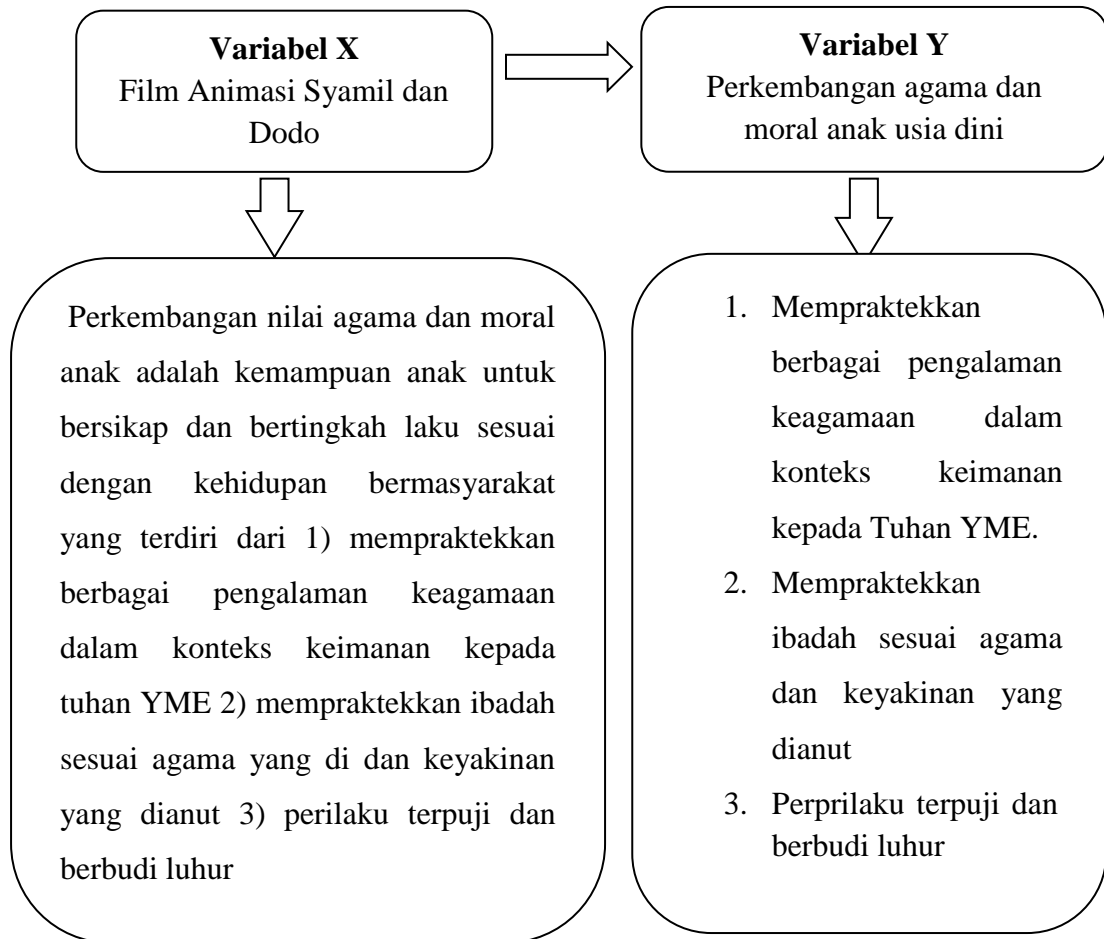 Variabel X
Film Animasi Syamil dan
Dodo
Variabel Y
Perkembangan agama dan
moral anak usia dini
Perkembangan nilai agama dan moral
anak adalah kemampuan anak untuk
bersikap dan bertingkah laku sesuai
dengan kehidupan bermasyarakat
yang terdiri dari 1) mempraktekkan
berbagai pengalaman keagamaan
dalam konteks keimanan kepada
tuhan YME 2) mempraktekkan ibadah
sesuai agama yang di dan keyakinan
yang dianut 3) perilaku terpuji dan
berbudi luhur
1. Mempraktekkan
berbagai pengalaman
keagamaan dalam
konteks keimanan
kepada Tuhan YME.
2. Mempraktekkan
ibadah sesuai agama
dan keyakinan yang
dianut
3. Perprilaku terpuji dan
berbudi luhur